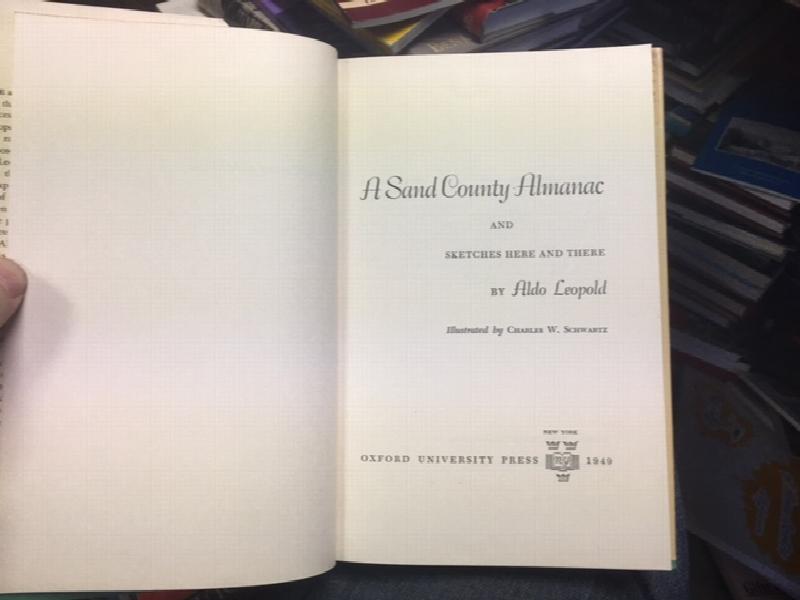 A Sand County Almanac
AND
SKETCHES HERE AND THERE
BY Aldo Leopold
Illustrated by CHARLES W. SCHWARTZ
NEW YORK
OXFORD UNIVERSITY PRESS 1949